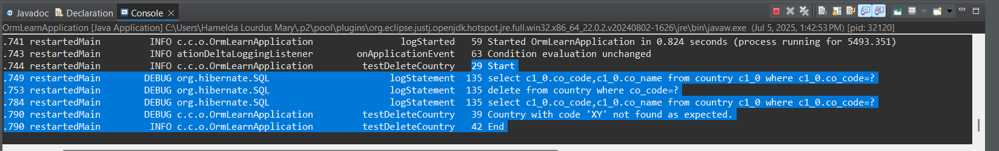 @ Javadoc Declaration Console
OrmLearnApplication [Java Application] C:\Users\Hamelda Lourdus Mary\.p2\pool\plugins\org.eclipse.justj.openjdk.hotspot.jre.full.win32.x86_64_22.0.2.v20240802-1626\jre\bin\javaw.exe (Jul 5, 2025, 1:42:53 PM) [pid: 32120]
.741 restartedMain INFO c.c.o.OrmLearnApplication logStarted 59 Started OrmLearnApplication in 0.824 seconds (process running for 5493.351)
.743 restartedMain INFO ationDeltaLoggingListener onApplicationEvent 63 Condition evaluation unchanged
.744 restartedMain INFO c.c.o.OrmLearnApplication testDeleteCountry 29 Start
.749 restartedMain DEBUG org.hibernate.SQL logStatement 135 select c1_0.co_code,c1_0.co_name from country c1_0 where c1_0.co_code=?
.753 restartedMain DEBUG org.hibernate.SQL logStatement 135 delete from country where co_code=?
.784 restartedMain DEBUG org.hibernate.SQL logStatement 135 select c1_0.co_code,c1_0.co_name from country c1_0 where c1_0.co_code=?
.790 restartedMain DEBUG c.c.o.OrmLearnApplication testDeleteCountry 39 Country with code 'XY' not found as expected.
.790 restartedMain INFO c.c.o.OrmLearnApplication testDeleteCountry 42 End